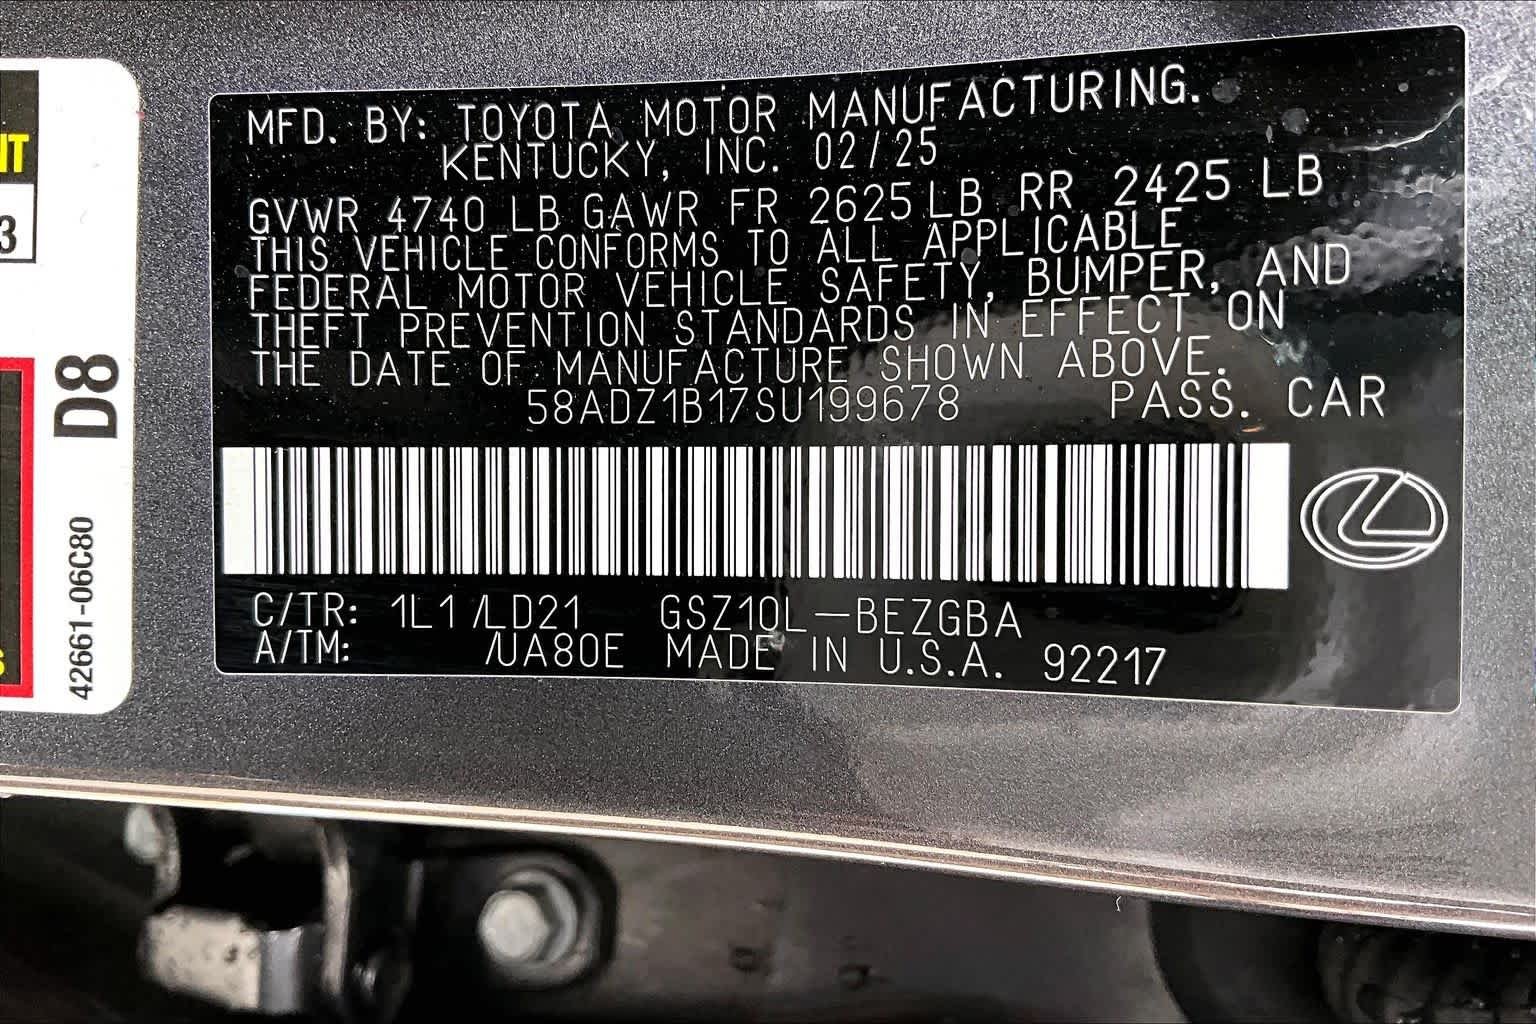 NT
3
D8
42661-06C80
S
MFD. BY: TOYOTA MOTOR MANUFACTURING.
KENTUCKY, INC. 02/25
GVWR 4740 LB GAWR FR 2625 LB RR 2425 LB
THIS VEHICLE CONFORMS TO ALL APPLICABLE
FEDERAL MOTOR VEHICLE SAFETY, BUMPER, AND
THEFT PREVENTION STANDARDS IN EFFECT ON
THE DATE OF MANUFACTURE SHOWN ABOVE.
58ADZ1B17SU199678 PASS. CAR
C/TR: 1L1 /LD21 GSZ10L-BEZGBA
A/TM: /UA80E MADE IN U.S.A. 92217